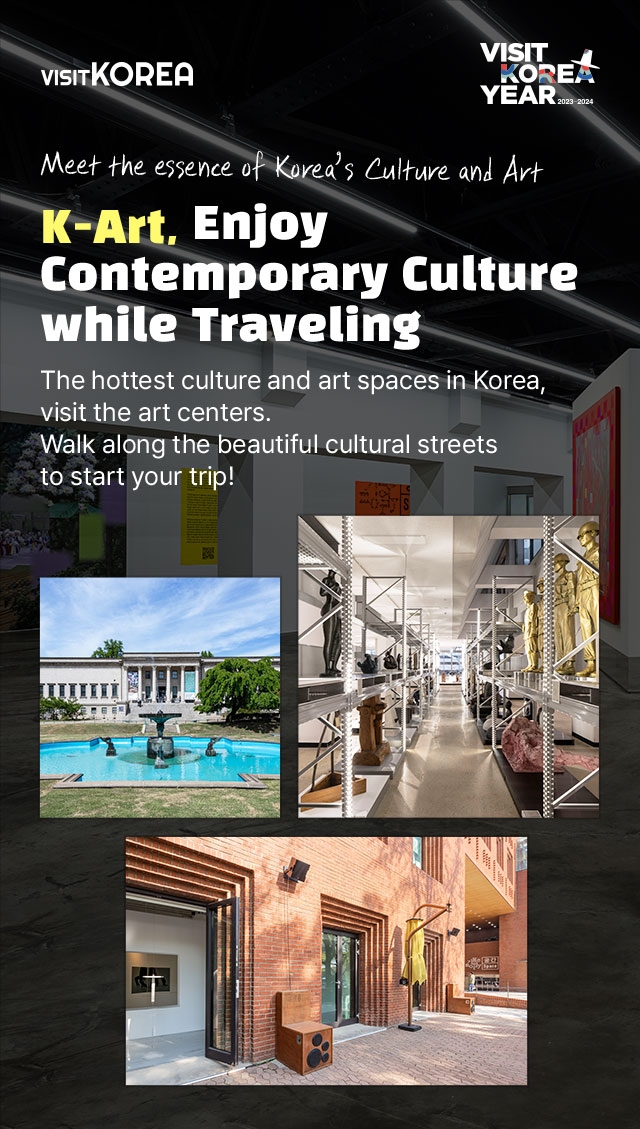 VISITKOREA
VISIT
KOREA
YEAR 2023-2024
Meet the essence of Korea's Culture and Art
K-Art, Enjoy
Contemporary Culture
while Traveling
The hottest culture and art spaces in Korea,
visit the art centers.
Walk along the beautiful cultural streets
to start your trip!
Space